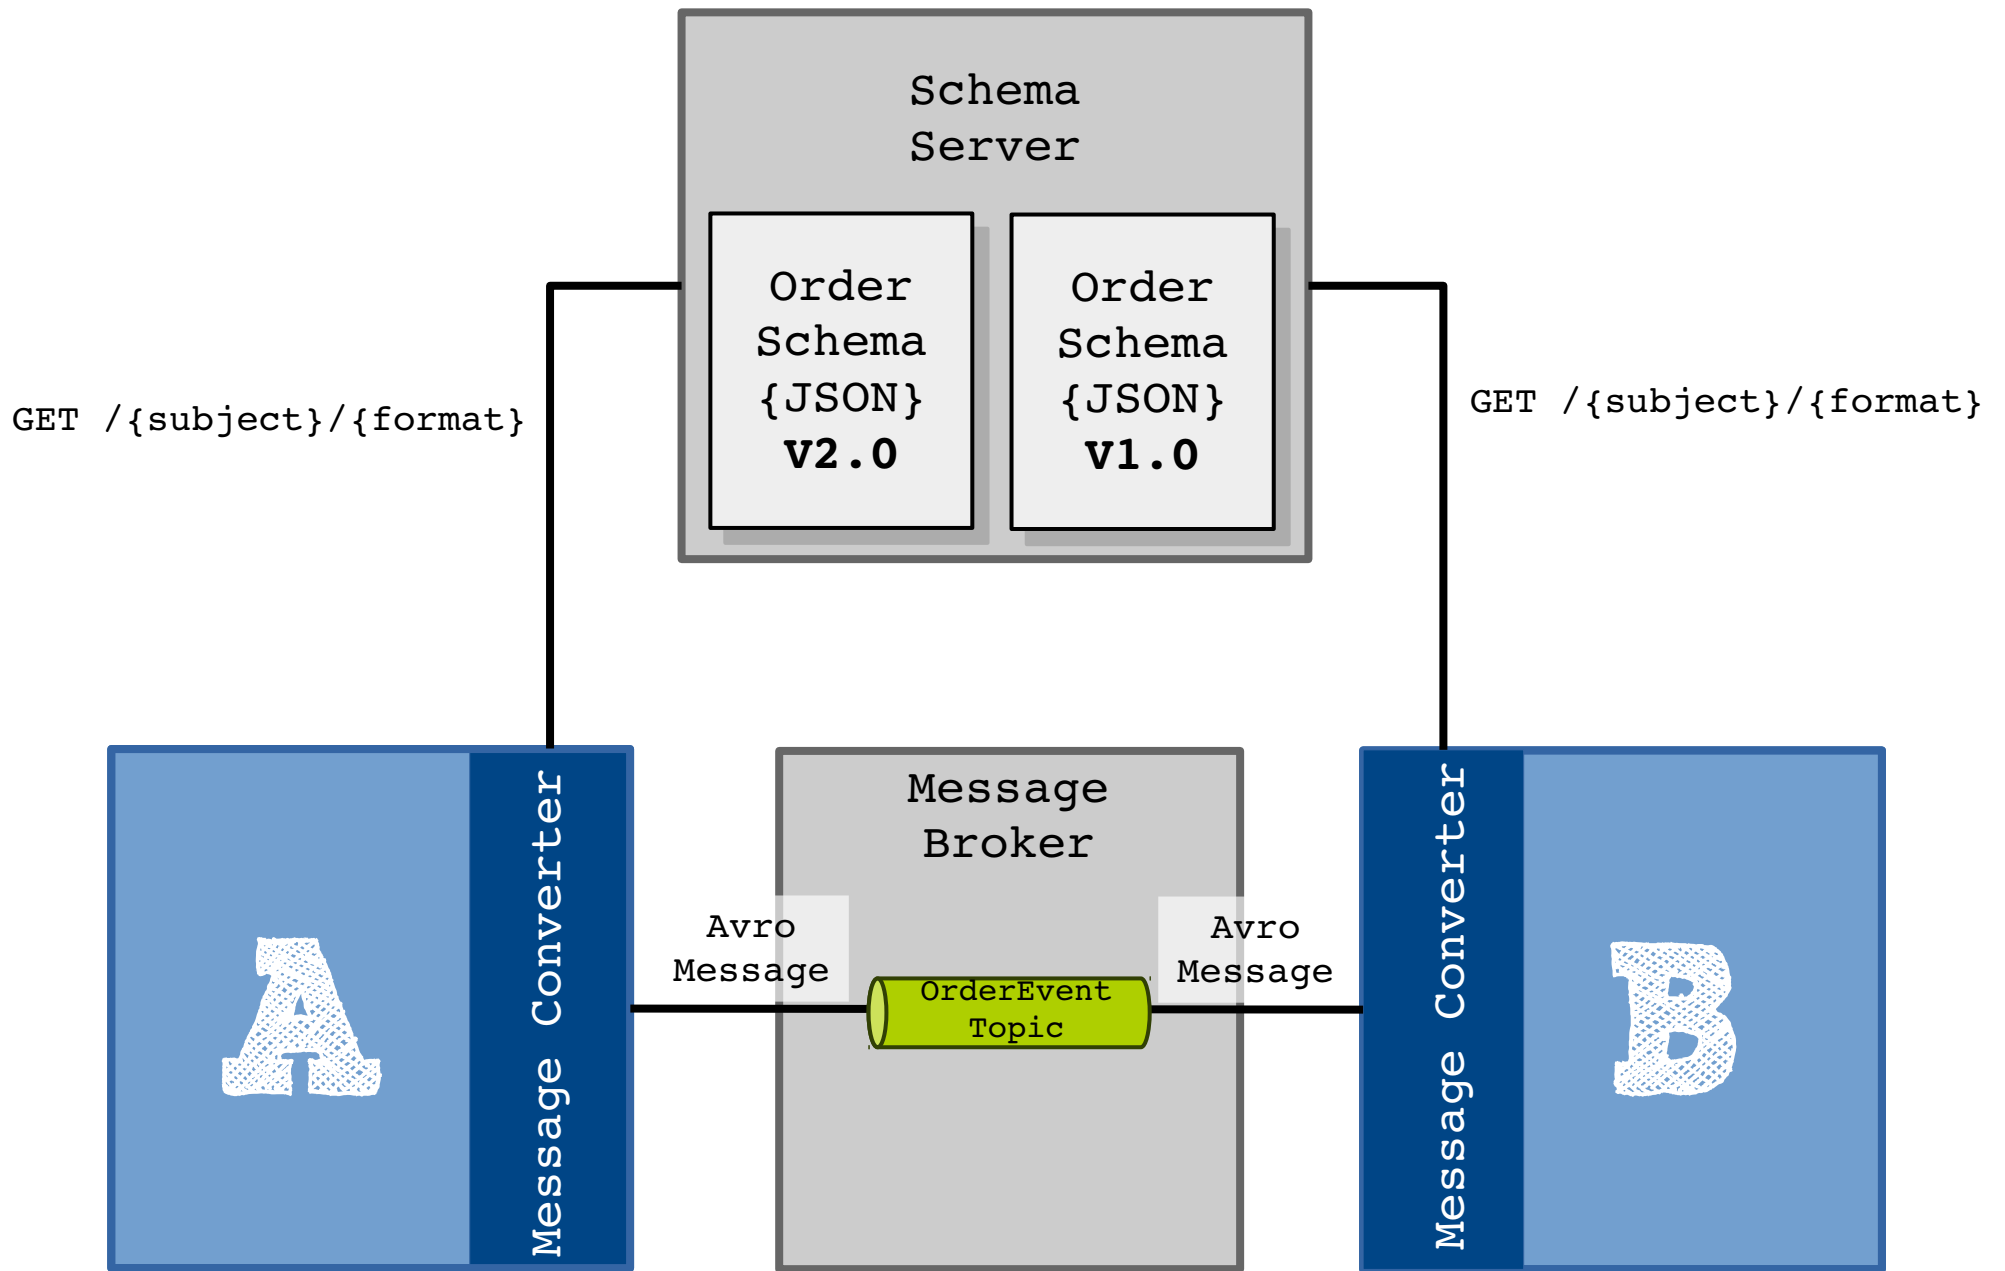 Schema
Server
Order
Schema
{JSON}
V2.0
Order
Schema
{JSON}
V1.0
GET /{subject}/{format}
GET /{subject}/{format}
A
Message Converter
Avro
Message
Message
Broker
OrderEvent
Topic
Avro
Message
Message Converter
B